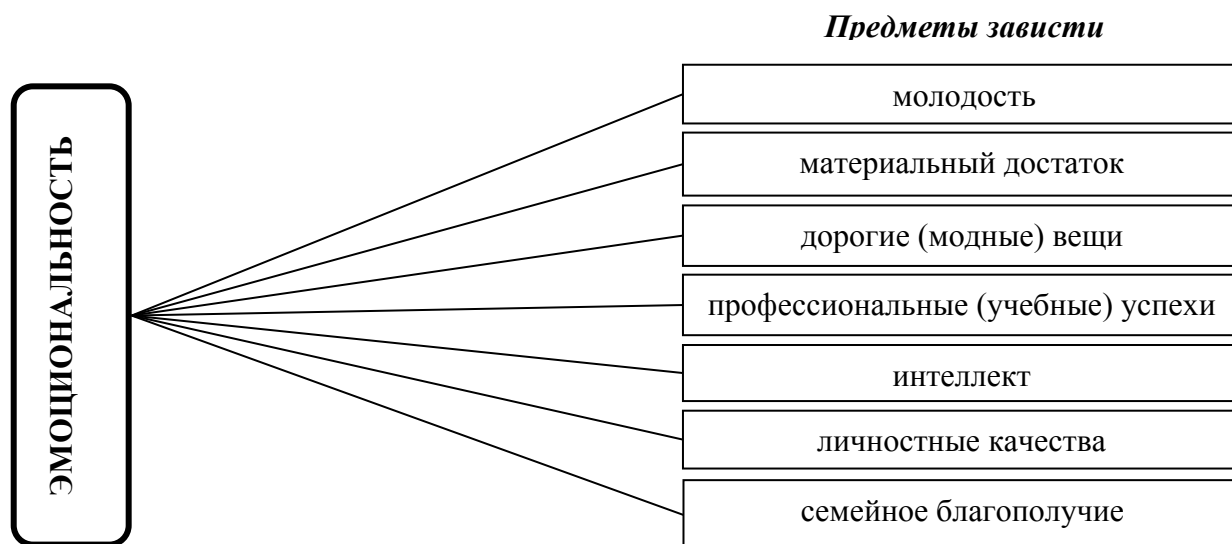 Предметы зависти
ЭМОЦИОНАЛЬНОСТЬ
молодость
материальный достаток
дорогие (модные) вещи
профессиональные (учебные) успехи
интеллект
личностные качества
семейное благополучие